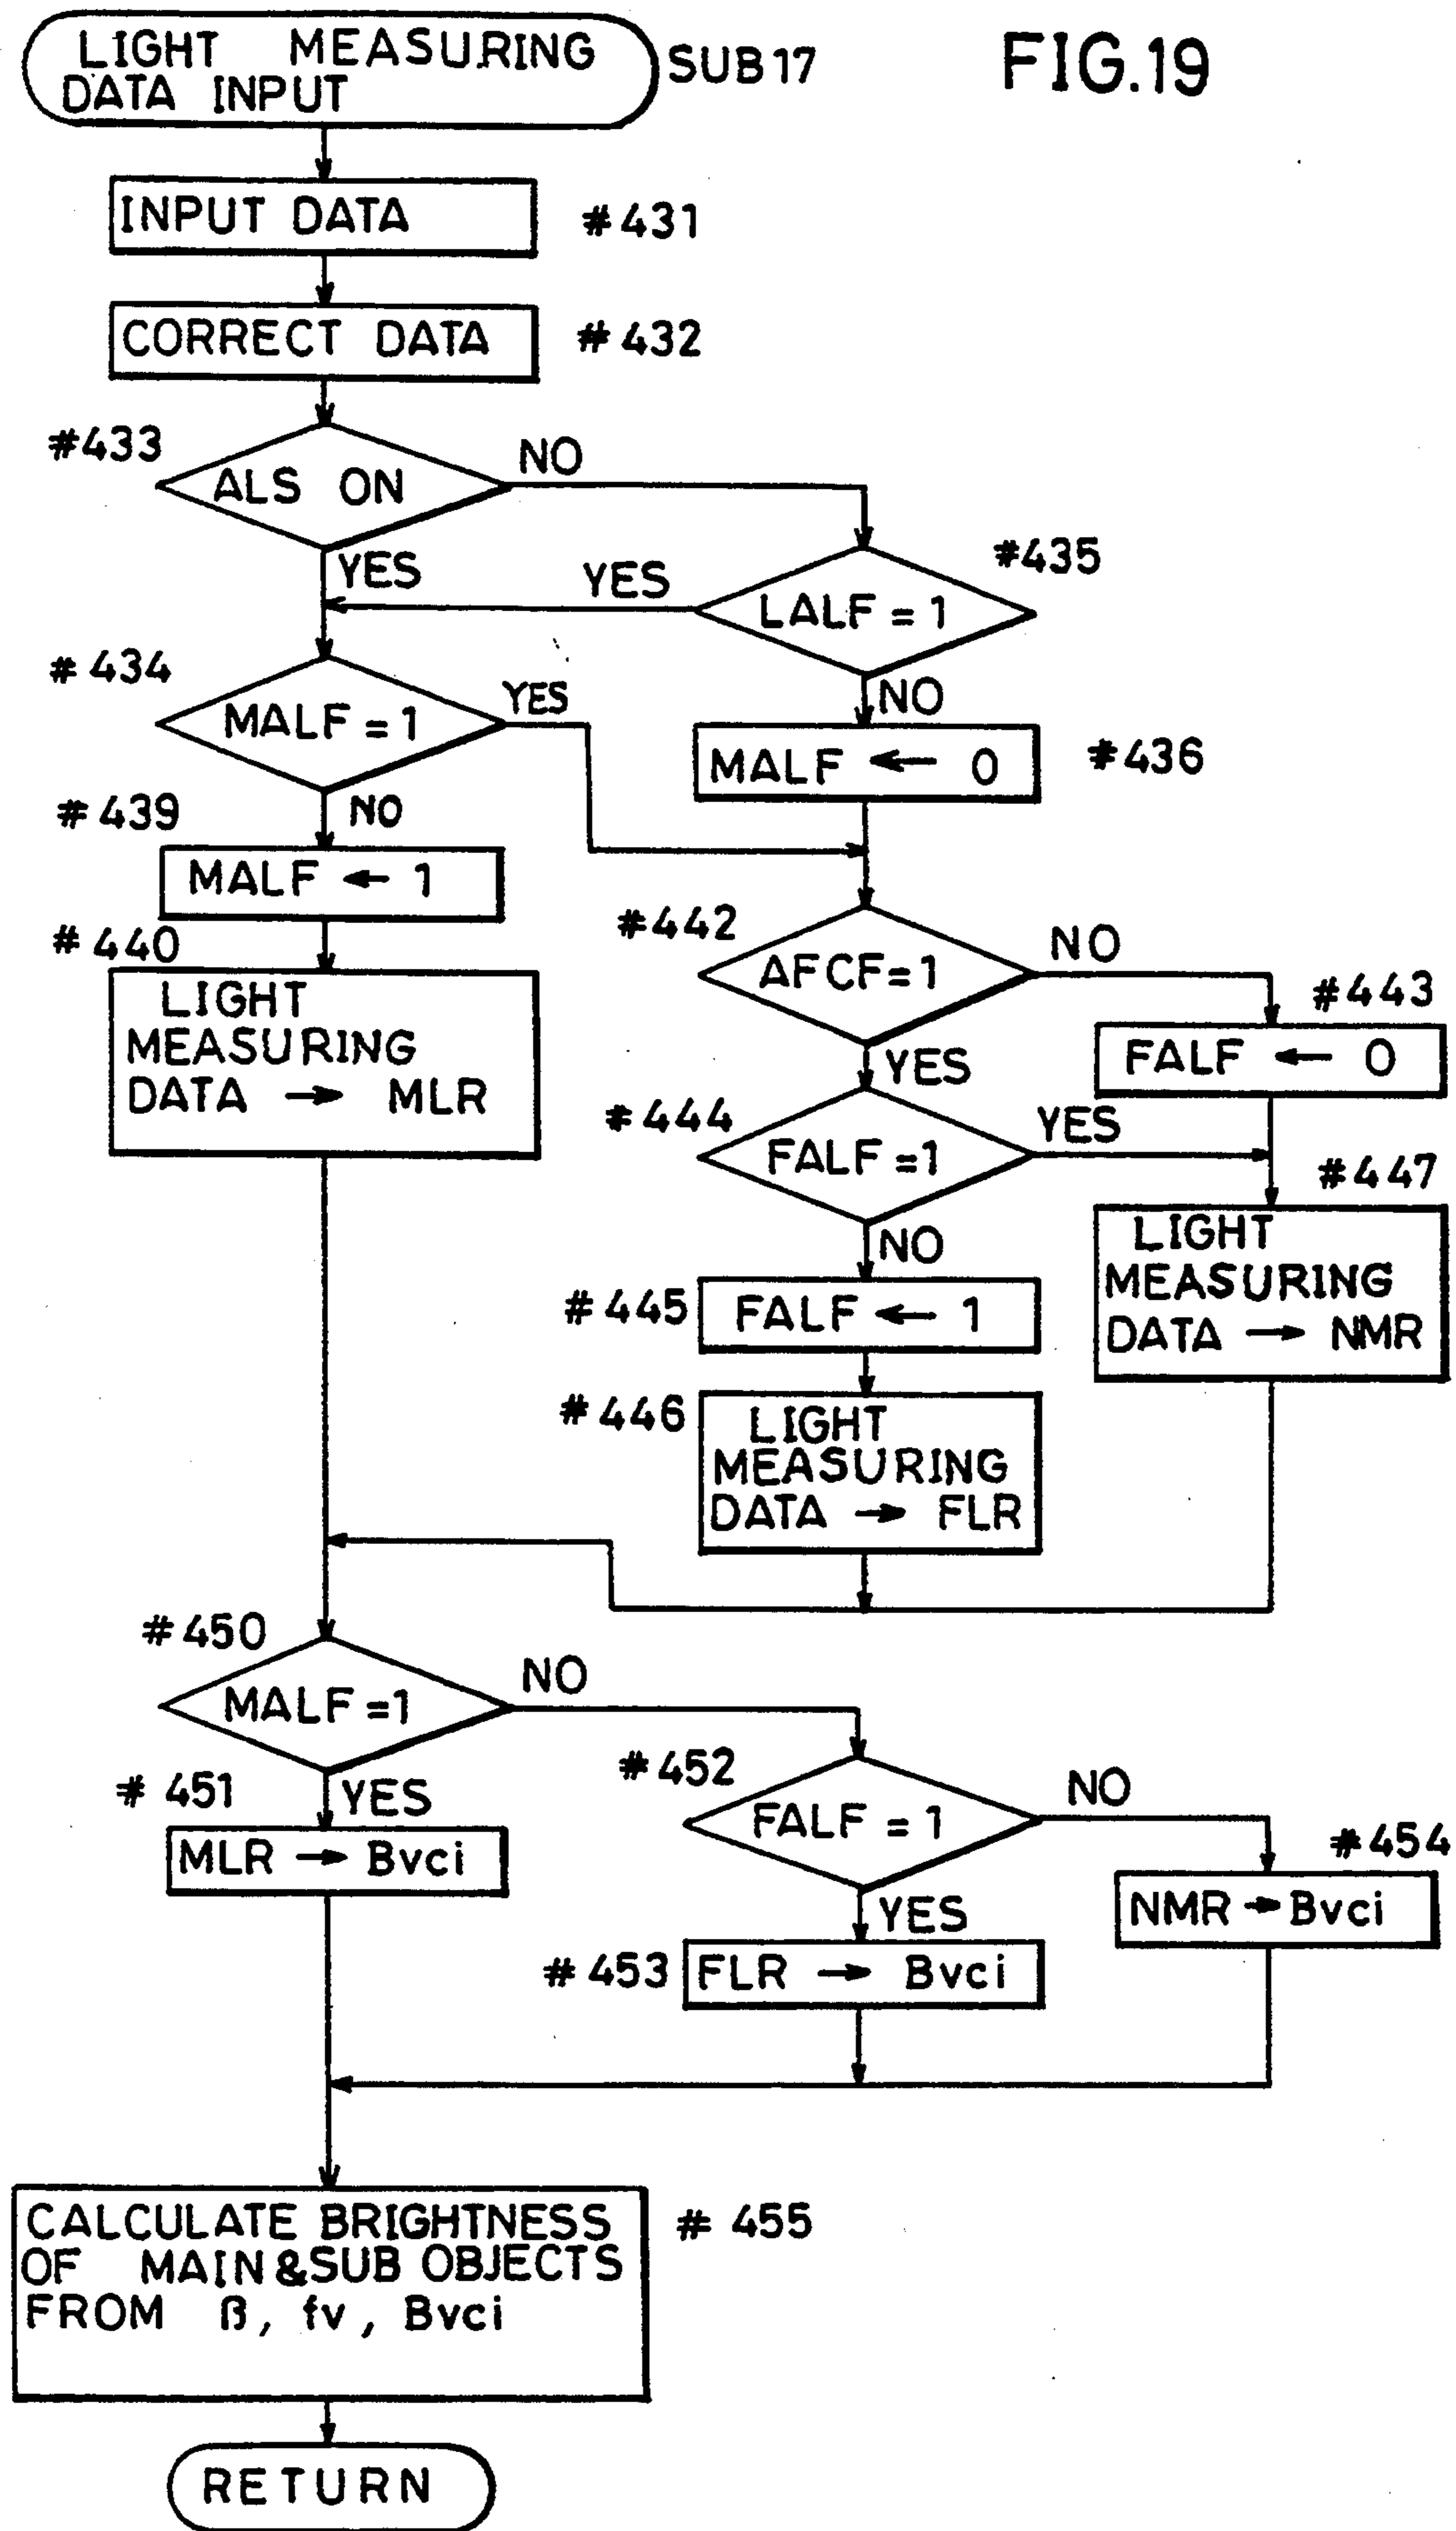 LIGHT MEASURING
DATA INPUT
SUB17
FIG.19
INPUT DATA
#431
CORRECT DATA
#432
#433
ALS ON
NO
YES
#435
LALF = 1
YES
NO
#434
MALF = 1
YES
NO
MALF ← 0
#436
#439
MALF ← 1
#440
LIGHT
MEASURING
DATA → MLR
#442
AFCF=1
NO
YES
#443
FALF ← 0
#444
FALF =1
YES
NO
#447
LIGHT
MEASURING
DATA → NMR
#445
FALF ← 1
#446
LIGHT
MEASURING
DATA → FLR
#450
MALF =1
NO
YES
#451
MLR → Bvci
#452
FALF = 1
NO
YES
#454
NMR → Bvci
#453
FLR → Bvci
CALCULATE BRIGHTNESS
OF MAIN&SUB OBJECTS
FROM β, fv, Bvci
#455
RETURN